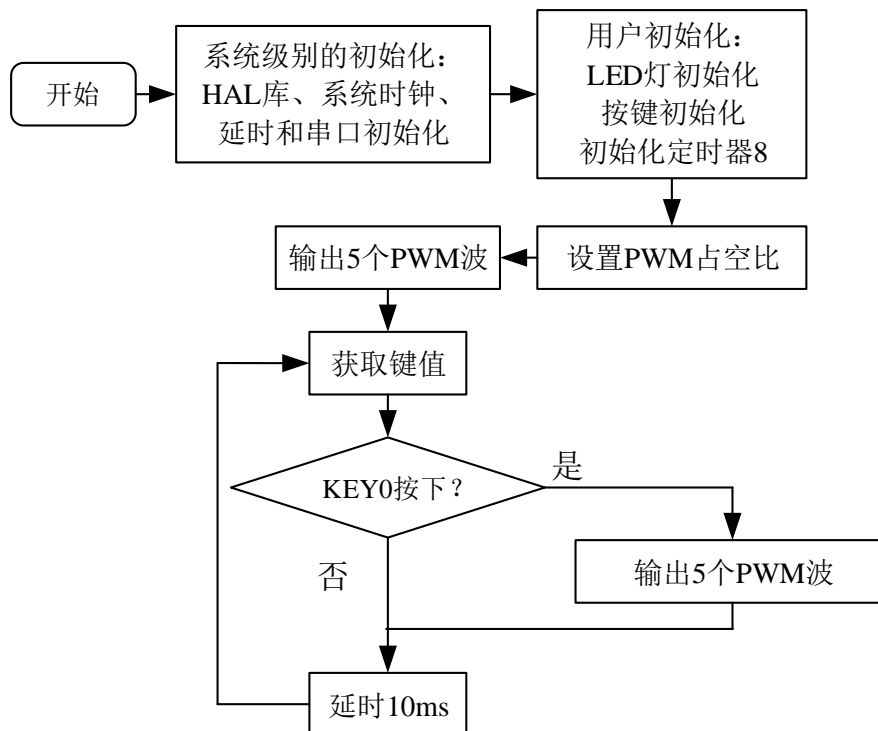 开始
系统级别的初始化：
HAL库、系统时钟、
延时和串口初始化
用户初始化：
LED灯初始化
按键初始化
初始化定时器8
设置PWM占空比
输出5个PWM波
获取键值
KEY0按下？
是
输出5个PWM波
否
延时10ms